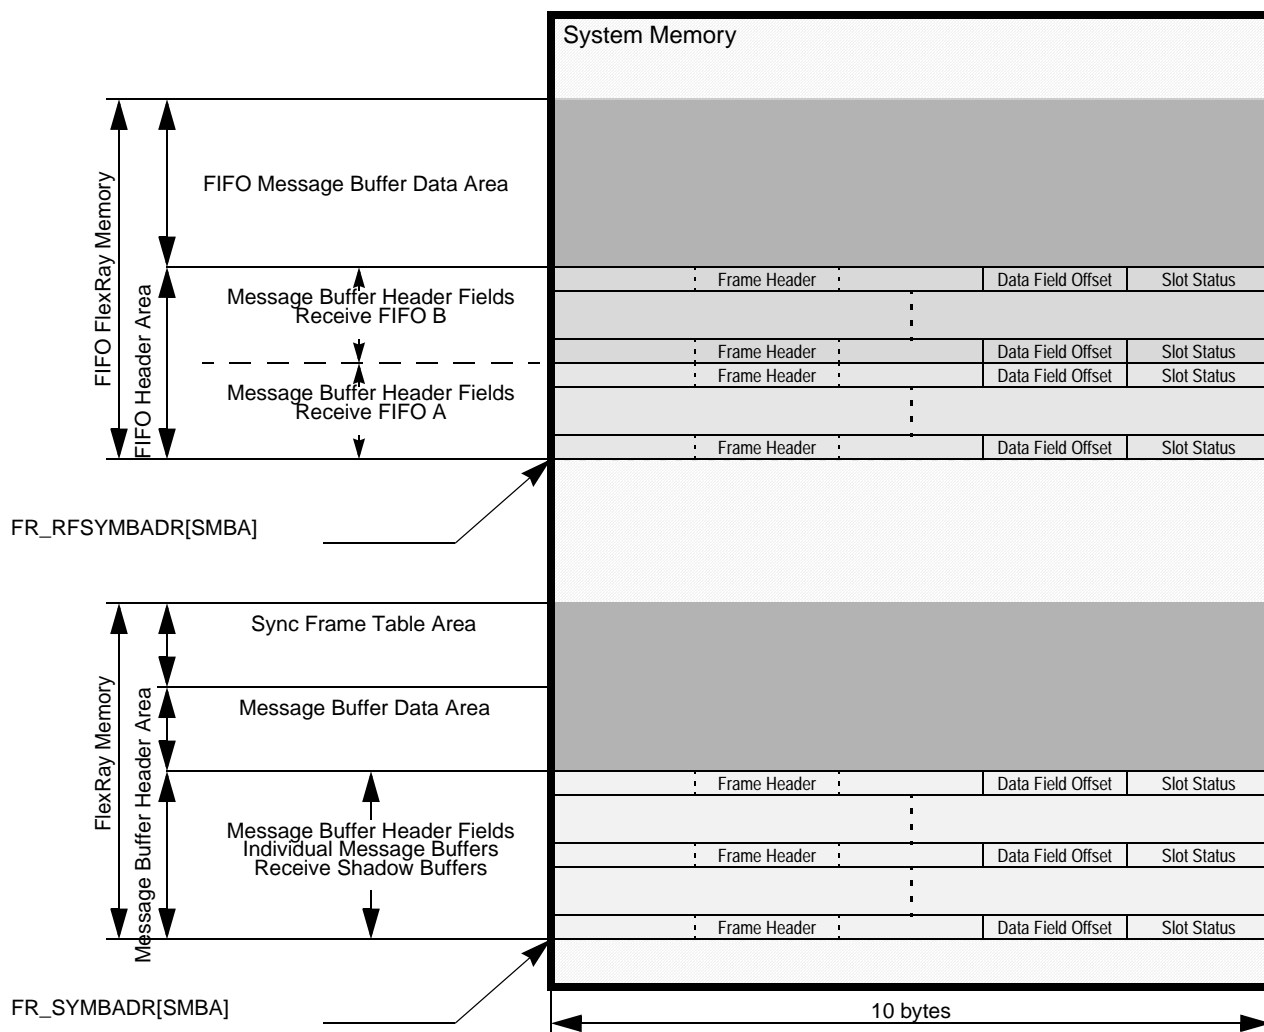 System Memory
FIFO FlexRay Memory
FIFO Header Area
FIFO Message Buffer Data Area
Message Buffer Header Fields
Receive FIFO B
Frame Header Data Field Offset Slot Status
Frame Header Data Field Offset Slot Status
Message Buffer Header Fields
Receive FIFO A
Frame Header Data Field Offset Slot Status
Frame Header Data Field Offset Slot Status
FR_RFSYMBADR[SMBA]
FlexRay Memory
Message Buffer Header Area
Sync Frame Table Area
Message Buffer Data Area
Message Buffer Header Fields
Individual Message Buffers
Receive Shadow Buffers
Frame Header Data Field Offset Slot Status
Frame Header Data Field Offset Slot Status
Frame Header Data Field Offset Slot Status
FR_SYMBADR[SMBA]
10 bytes